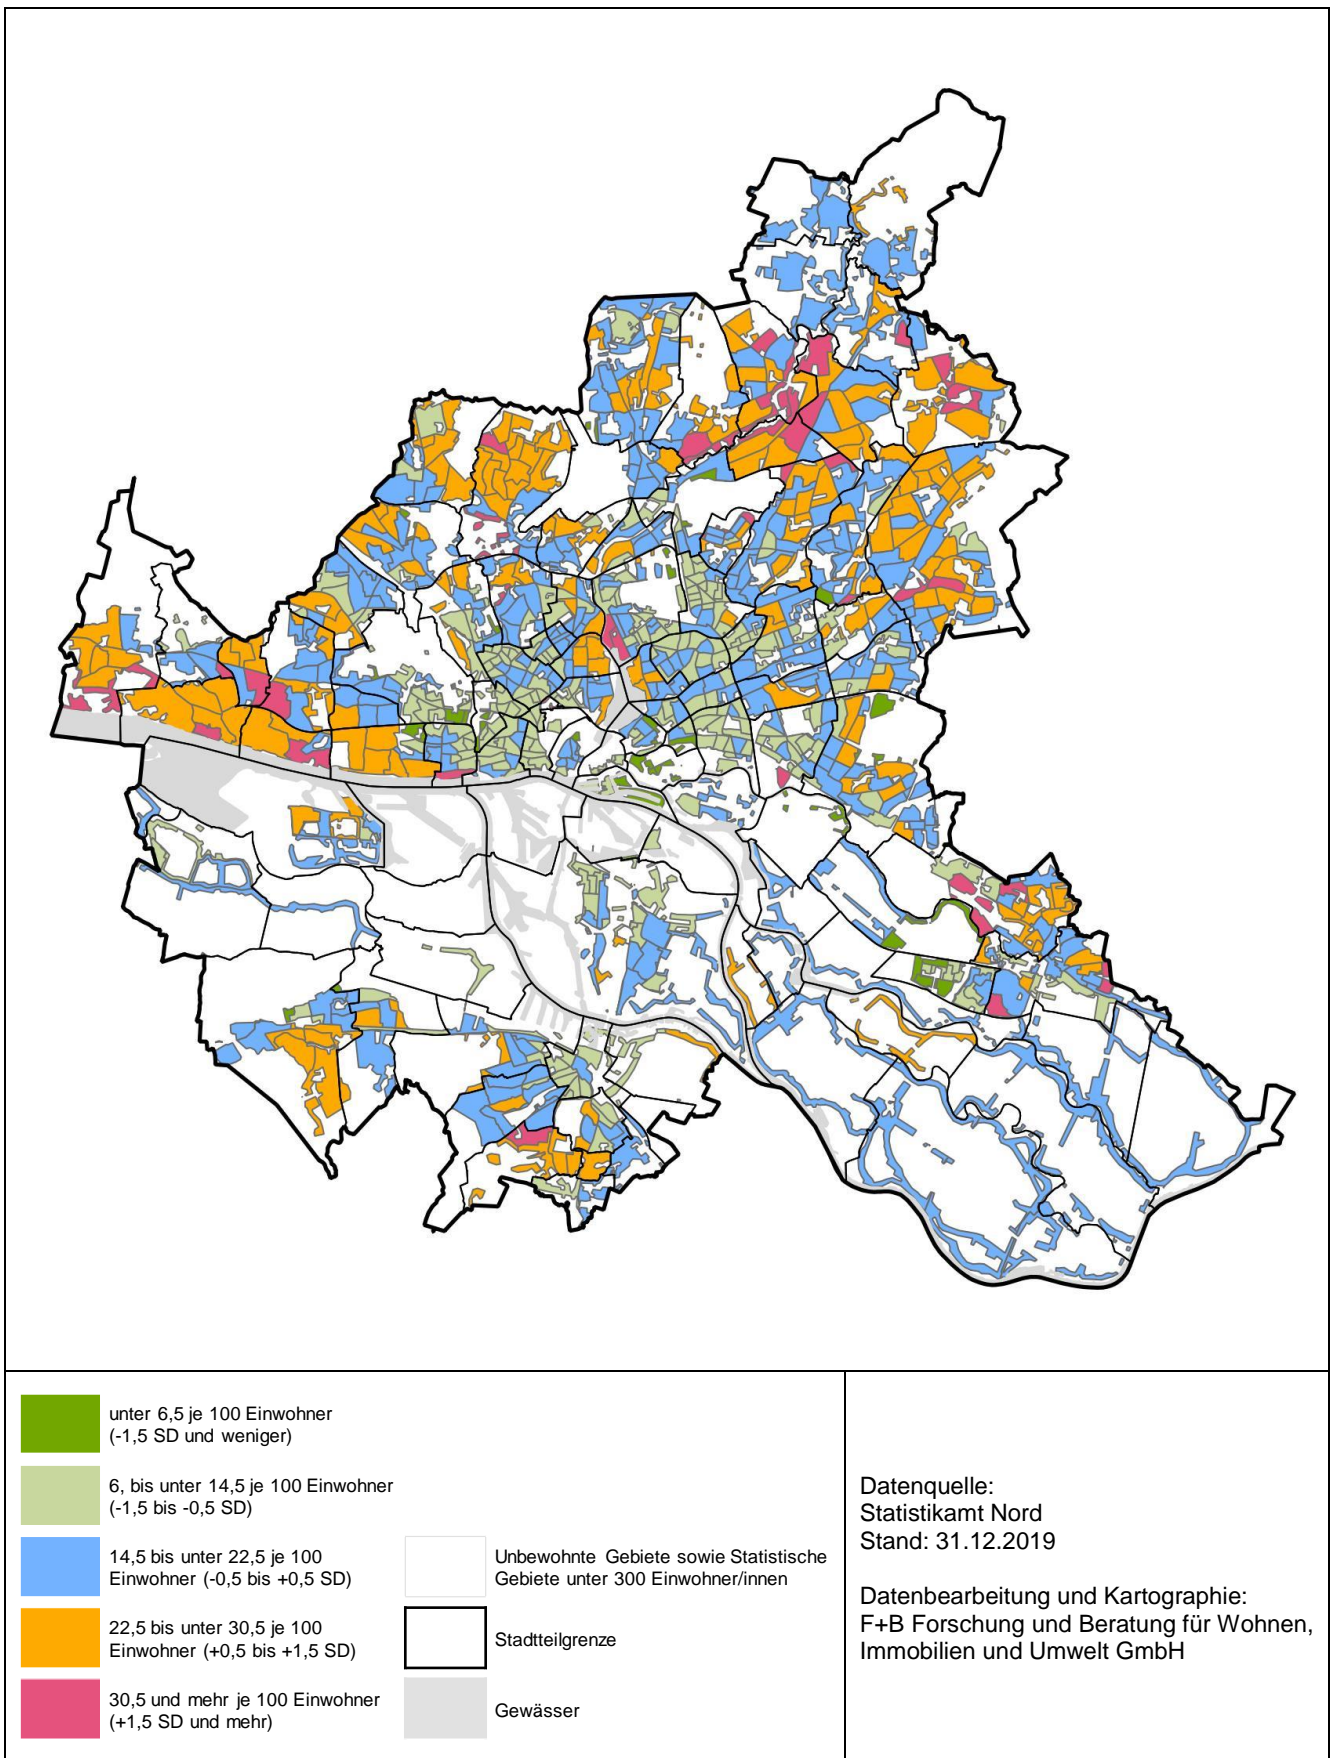 unter 6,5 je 100 Einwohner
(-1,5 SD und weniger)
6, bis unter 14,5 je 100 Einwohner
(-1,5 bis -0,5 SD)
14,5 bis unter 22,5 je 100
Einwohner (-0,5 bis +0,5 SD)
22,5 bis unter 30,5 je 100
Einwohner (+0,5 bis +1,5 SD)
30,5 und mehr je 100 Einwohner
(+1,5 SD und mehr)
Unbewohnte Gebiete sowie Statistische
Gebiete unter 300 Einwohner/innen
Stadtteilgrenze
Gewässer
Datenquelle:
Statistikamt Nord
Stand: 31.12.2019
Datenbearbeitung und Kartographie:
F+B Forschung und Beratung für Wohnen,
Immobilien und Umwelt GmbH